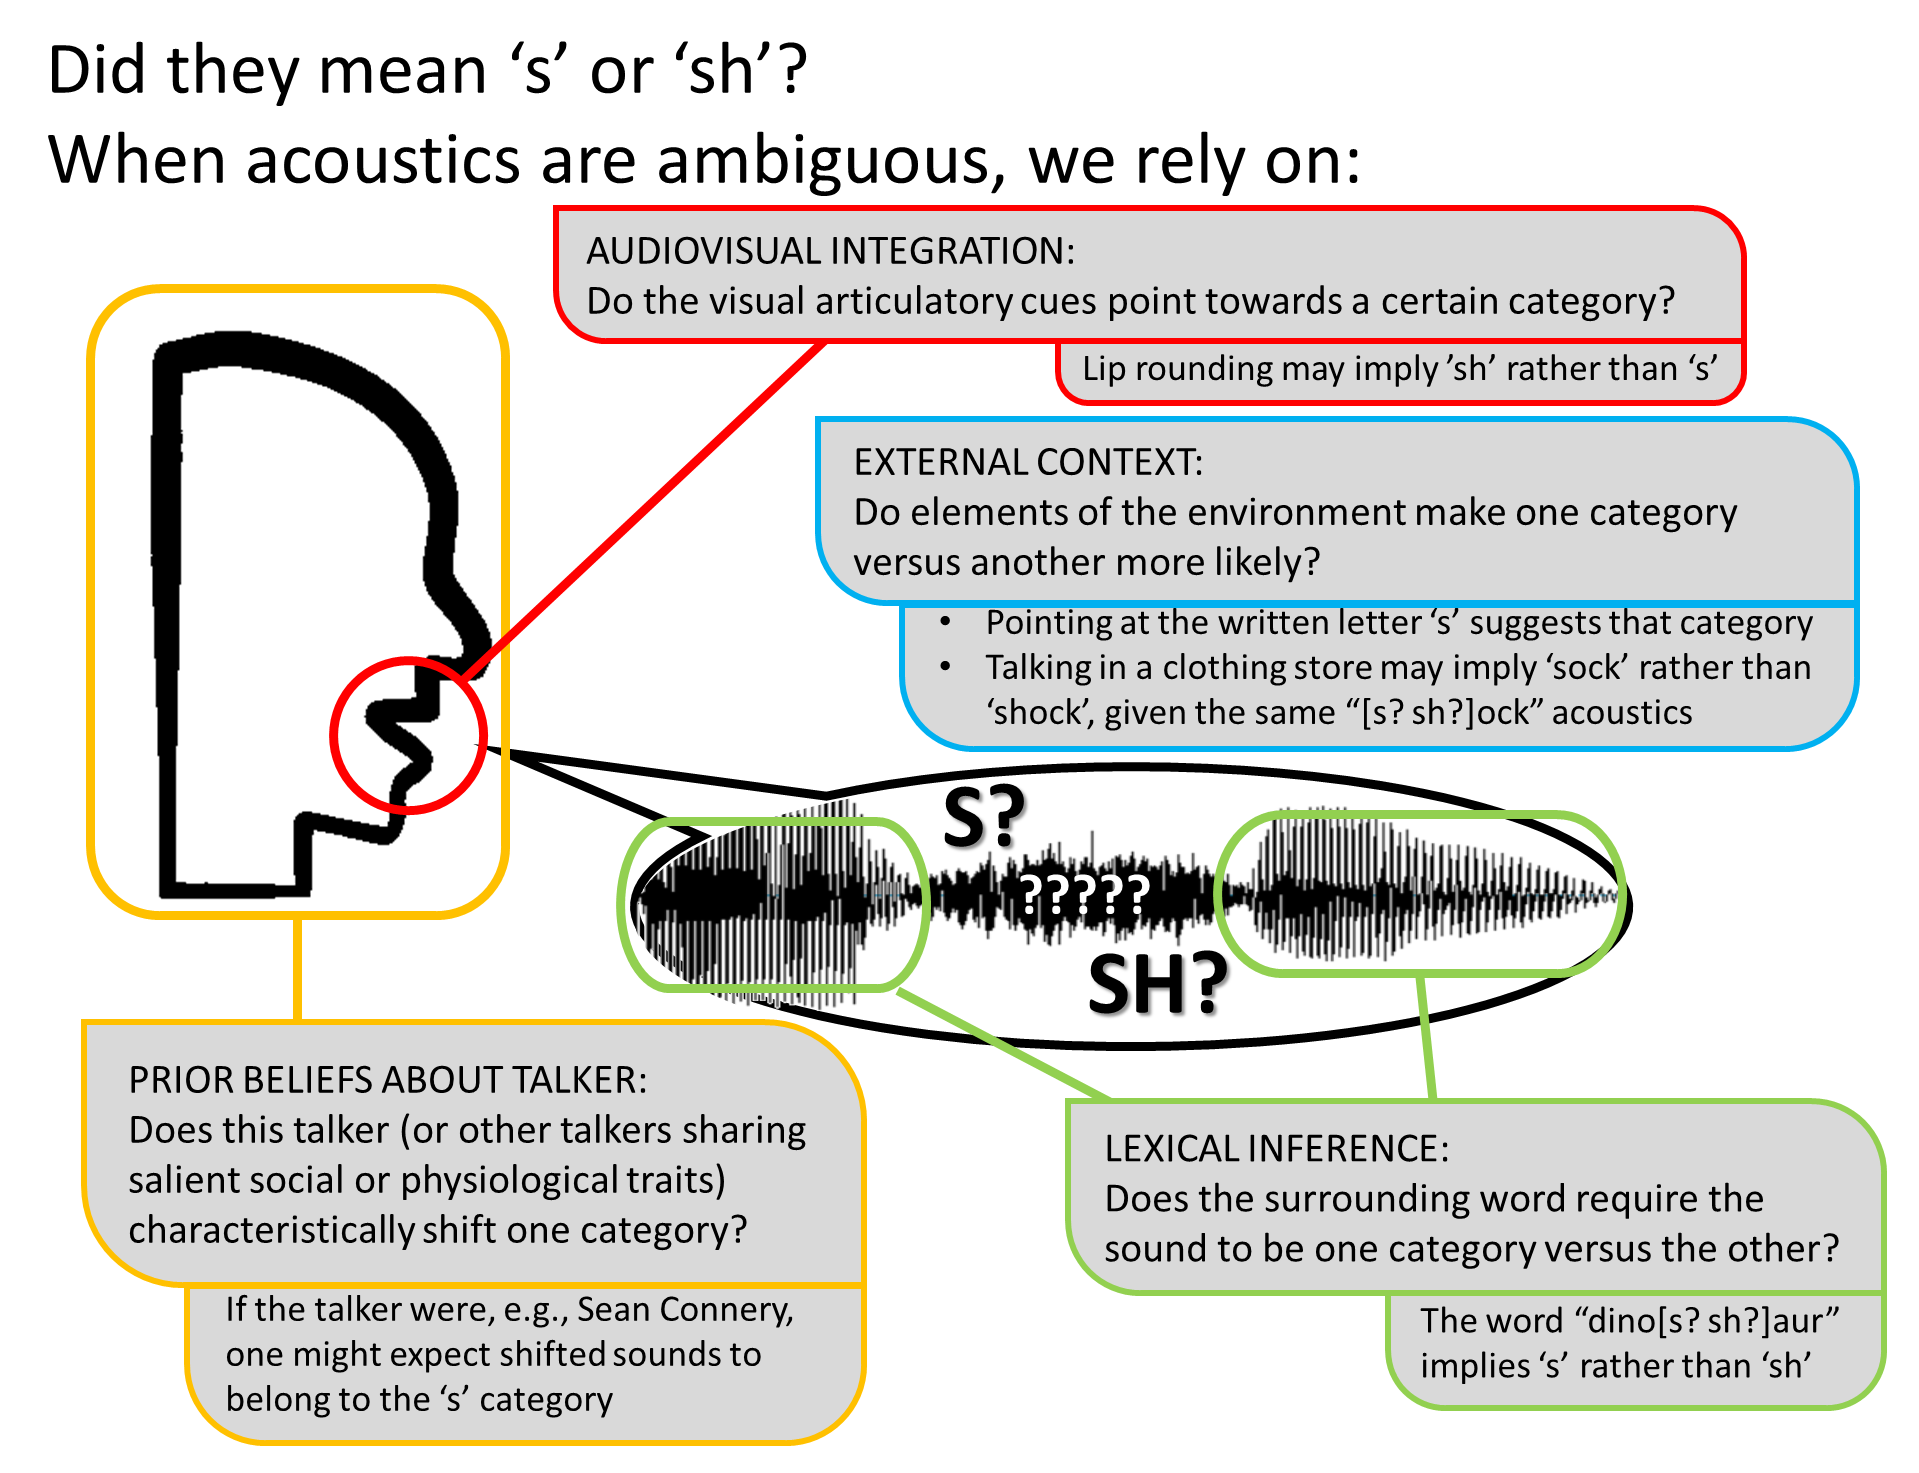 Did they mean ‘s’ or ‘sh’?
When acoustics are ambiguous, we rely on:
AUDIOVISUAL INTEGRATION:
Do the visual articulatory cues point towards a certain category?
Lip rounding may imply ’sh’ rather than ‘s’
EXTERNAL CONTEXT:
Do elements of the environment make one category
versus another more likely?
• Pointing at the written letter ‘s’ suggests that category
• Talking in a clothing store may imply ‘sock’ rather than
‘shock’, given the same “[s? sh?]ock” acoustics
S?
?????
SH?
PRIOR BELIEFS ABOUT TALKER:
Does this talker (or other talkers sharing
salient social or physiological traits)
characteristically shift one category?
If the talker were, e.g., Sean Connery,
one might expect shifted sounds to
belong to the ‘s’ category
LEXICAL INFERENCE:
Does the surrounding word require the
sound to be one category versus the other?
The word “dino[s? sh?]aur”
implies ‘s’ rather than ‘sh’